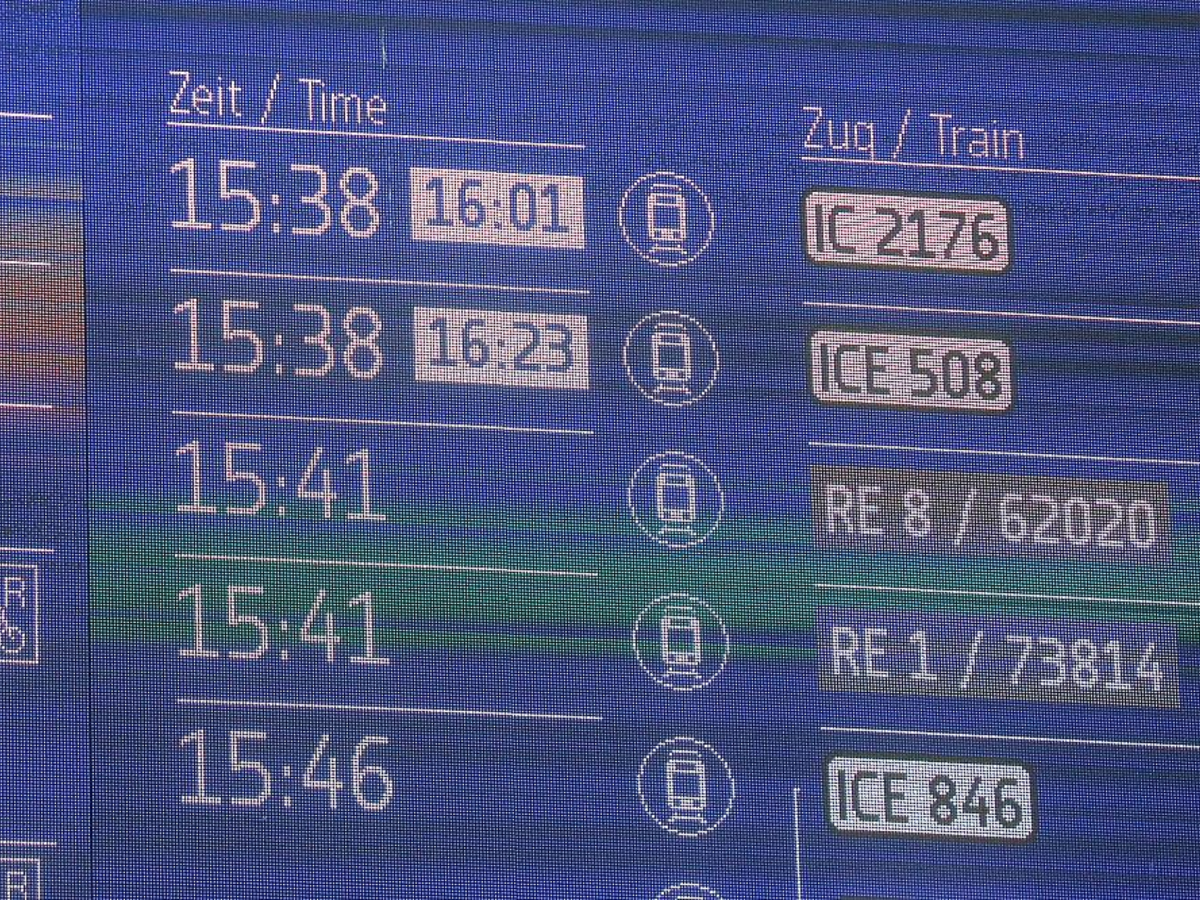 Zeit / Time Zug / Train
15:38 16:01 IC 2176
15:38 16:23 ICE 508
15:41 RE 8 / 62020
15:41 RE 1 / 73814
R
15:46 ICE 846
R